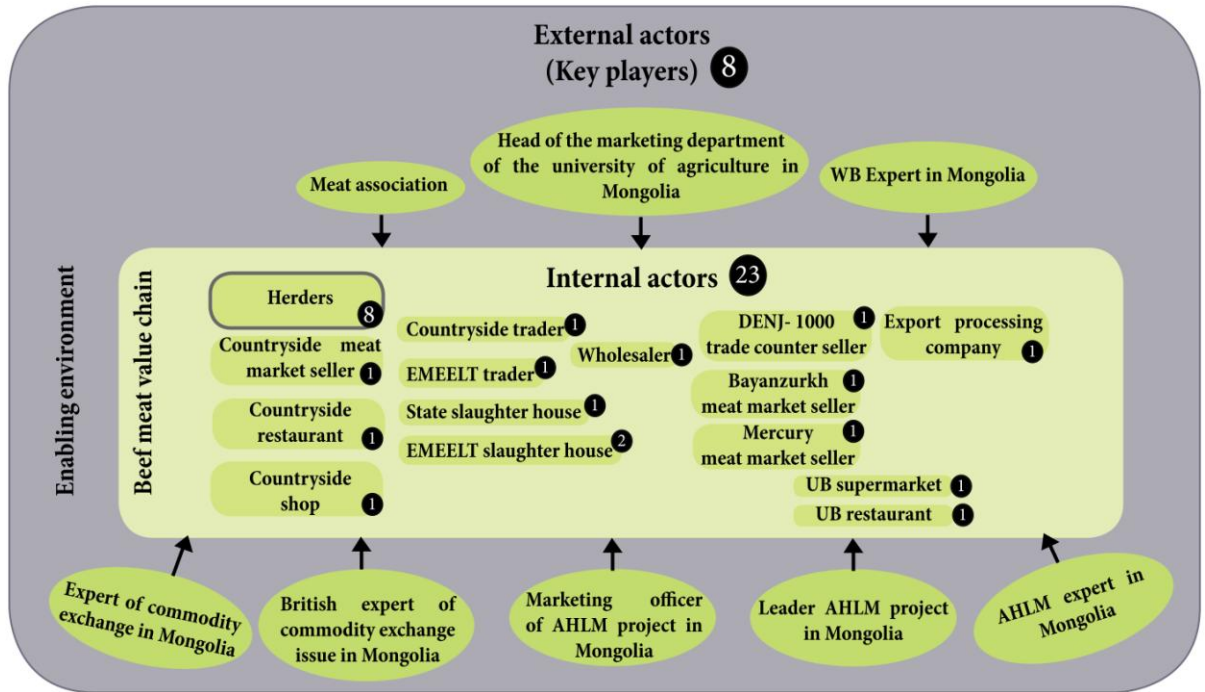 External actors
(Key players) 8
Head of the marketing department
of the university of agriculture in
Mongolia
Meat association
WB Expert in Mongolia
Enabling environment
Beef meat value chain
Internal actors 23
Herders
8
Countryside meat
market seller 1
Countryside
restaurant 1
Countryside
shop 1
Countryside trader 1
Wholesaler 1
EMEELT trader 1
State slaughter house 1
EMEELT slaughter house 2
DENJ- 1000 1
trade counter seller
Bayanzurkh 1
meat market seller
Mercury 1
meat market seller
UB supermarket 1
UB restaurant 1
Export processing
company 1
Expert of commodity
exchange in Mongolia
British expert of
commodity exchange
issue in Mongolia
Marketing officer
of AHLM project in
Mongolia
Leader AHLM project
in Mongolia
AHLM expert in
Mongolia